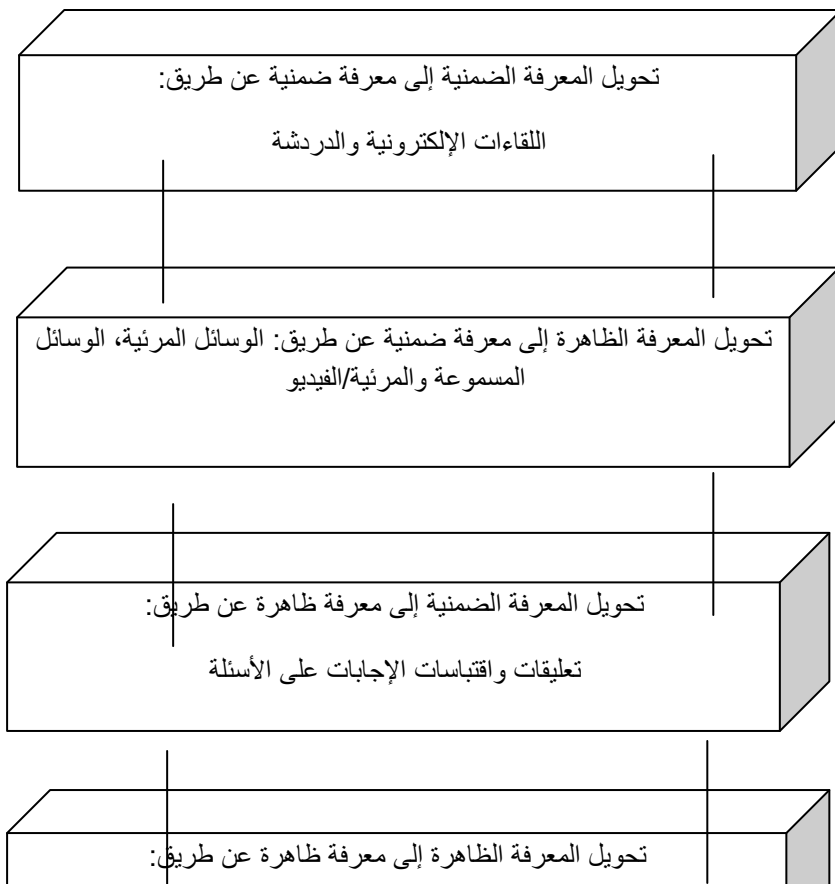 تحويل المعرفة الضمنية إلى معرفة ضمنية عن طريق:
اللقاءات الإلكترونية والدردشة
تحويل المعرفة الظاهرة إلى معرفة ضمنية عن طريق: الوسائل المرئية، الوسائل
المسموعة والمرئية/الفيديو
تحويل المعرفة الضمنية إلى معرفة ظاهرة عن طريق:
تعليقات واقتباسات الإجابات على الأسئلة
تحويل المعرفة الظاهرة إلى معرفة ظاهرة عن طريق: